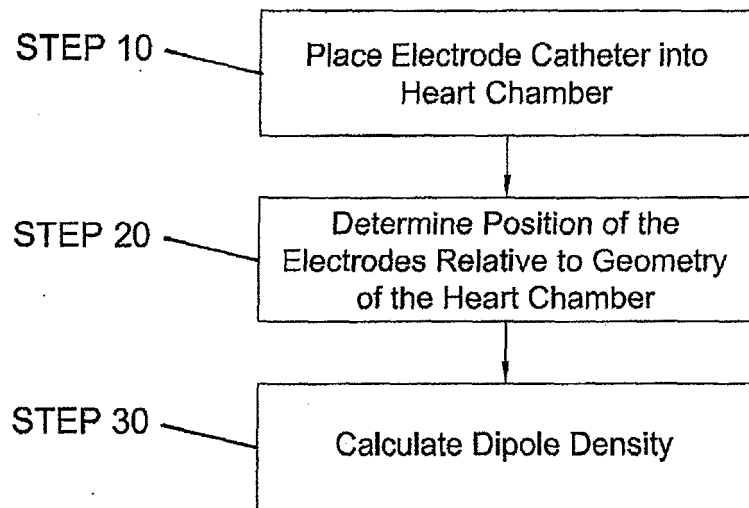 STEP 10
Place Electrode Catheter into
Heart Chamber
STEP 20
Determine Position of the
Electrodes Relative to Geometry
of the Heart Chamber
STEP 30
Calculate Dipole Density